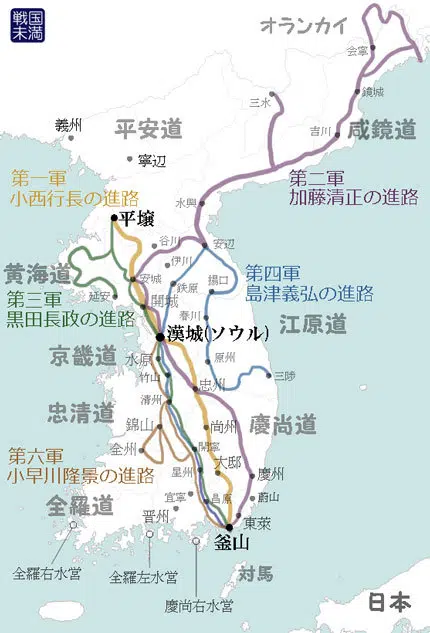 戦国
未満
オランカイ
会寧
鏡城
三水
吉川
咸鏡道
義州
平安道
寧辺
第一軍
小西行長の進路
第二軍
加藤清正の進路
平壌
永興
谷川
安辺
伊川
黄海道
安城
第四軍
島津義弘の進路
鉄原
揚口
延安
開城
第三軍
黒田長政の進路
春川
漢城(ソウル)
江原道
京畿道
水原
原州
竹山
三陟
忠州
忠清道
清州
錦山
尚州
慶尚道
金州
開寧
大邸
第六軍
小早川隆景の進路
星州
慶州
全羅道
宜寧
昌原
蔚山
晋州
東萊
釜山
全羅右水営
全羅左水営
対馬
慶尚右水営
日本